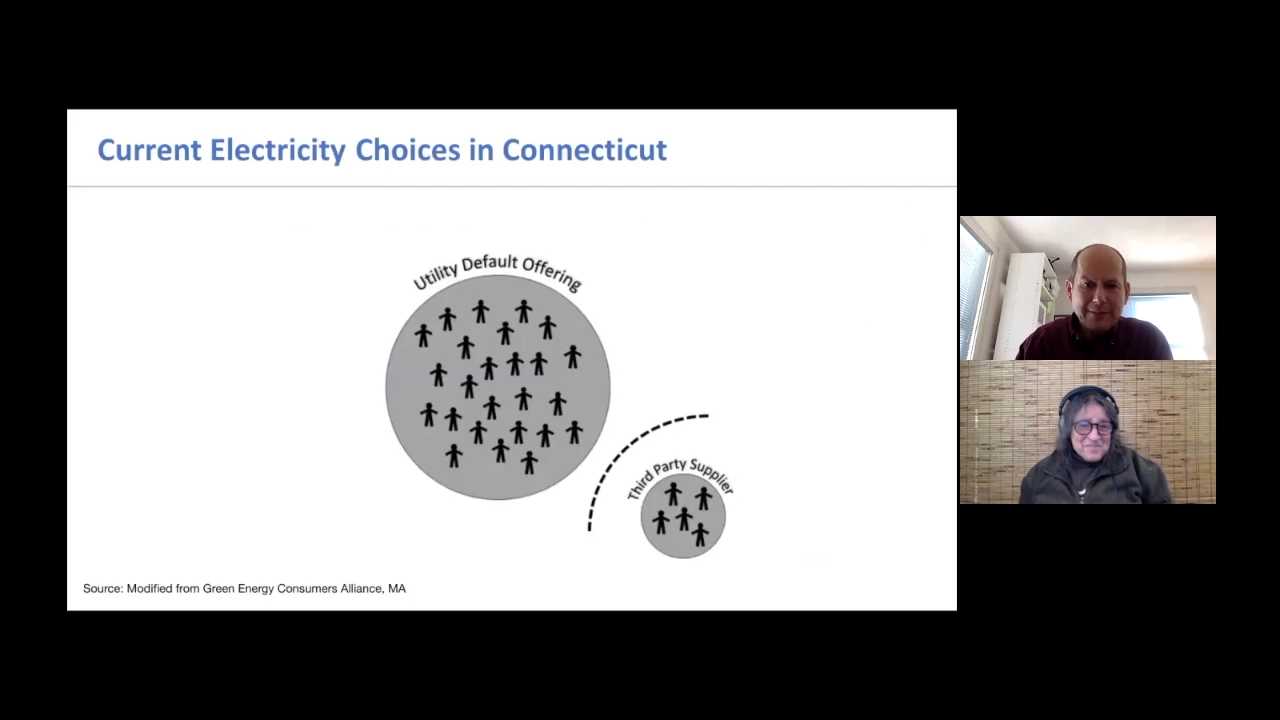 Current Electricity Choices in Connecticut
Utility Default Offering
Third Party Supplier
Source: Modified from Green Energy Consumers Alliance, MA